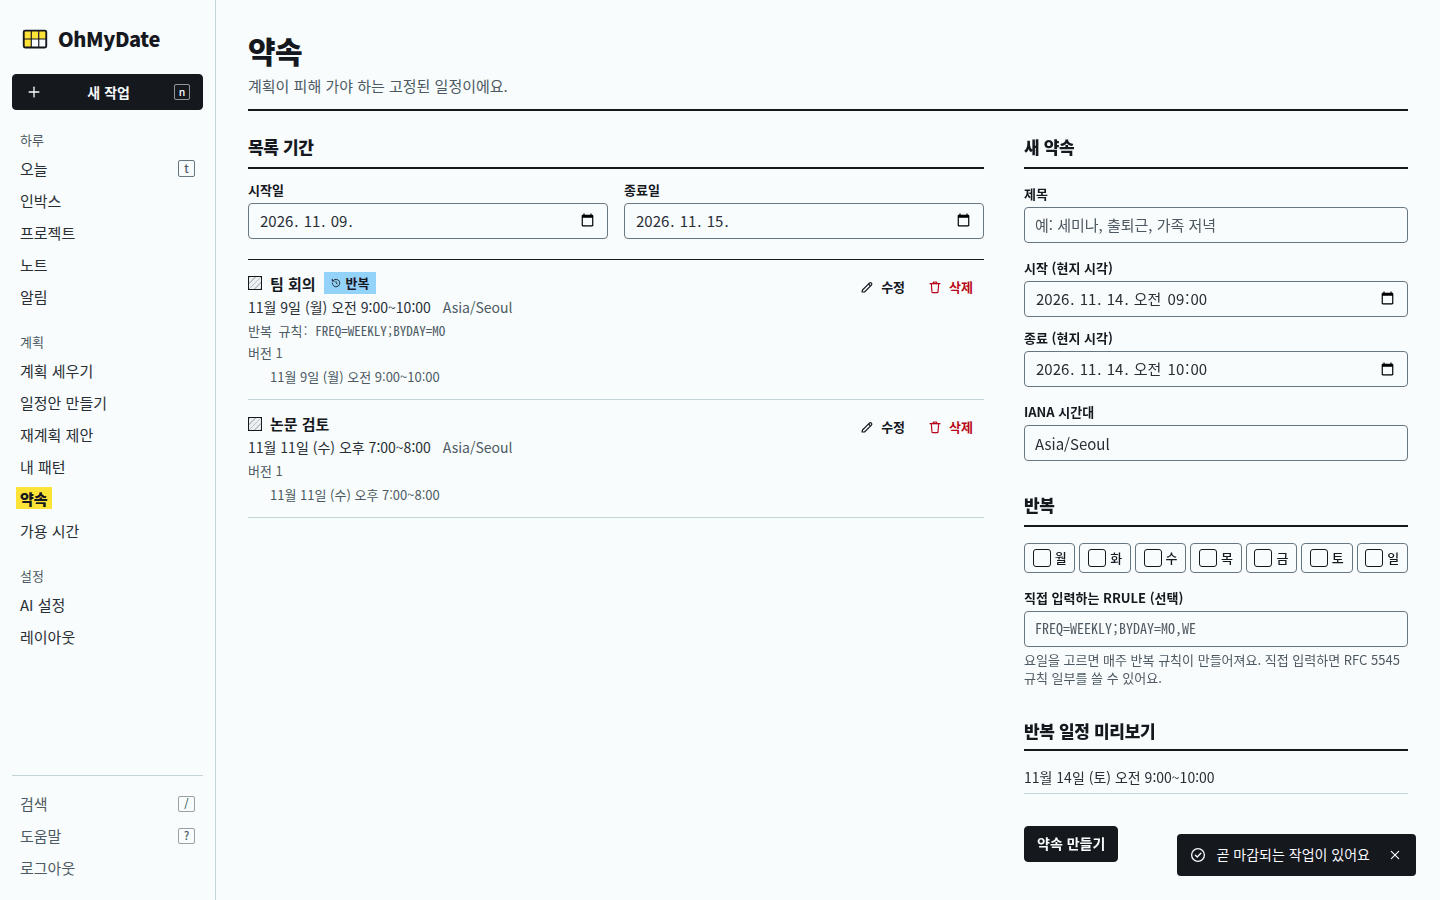 OhMyDate
새 작업 n
하루
오늘 t
인박스
프로젝트
노트
알림
계획
계획 세우기
일정안 만들기
재계획 제안
내 패턴
약속
가용 시간
설정
AI 설정
레이아웃
검색 /
도움말 ?
로그아웃
약속
계획이 피해 가야 하는 고정된 일정이에요.
목록 기간
시작일 종료일
2026. 11. 09. 2026. 11. 15.
팀 회의 반복 수정 삭제
11월 9일 (월) 오전 9:00~10:00 Asia/Seoul
반복 규칙: FREQ=WEEKLY;BYDAY=MO
버전 1
11월 9일 (월) 오전 9:00~10:00
논문 검토 수정 삭제
11월 11일 (수) 오후 7:00~8:00 Asia/Seoul
버전 1
11월 11일 (수) 오후 7:00~8:00
새 약속
제목
예: 세미나, 출퇴근, 가족 저녁
시작 (현지 시각)
2026. 11. 14. 오전 09:00
종료 (현지 시각)
2026. 11. 14. 오전 10:00
IANA 시간대
Asia/Seoul
반복
월 화 수 목 금 토 일
직접 입력하는 RRULE (선택)
FREQ=WEEKLY;BYDAY=MO,WE
요일을 고르면 매주 반복 규칙이 만들어져요. 직접 입력하면 RFC 5545
규칙 일부를 쓸 수 있어요.
반복 일정 미리보기
11월 14일 (토) 오전 9:00~10:00
약속 만들기
곧 마감되는 작업이 있어요